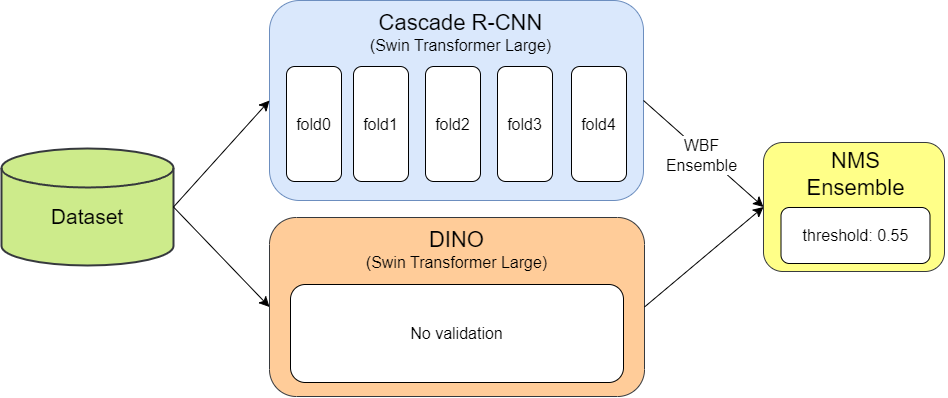 Dataset
Cascade R-CNN
(Swin Transformer Large)
fold0
fold1
fold2
fold3
fold4
DINO
(Swin Transformer Large)
No validation
WBF
Ensemble
NMS
Ensemble
threshold: 0.55